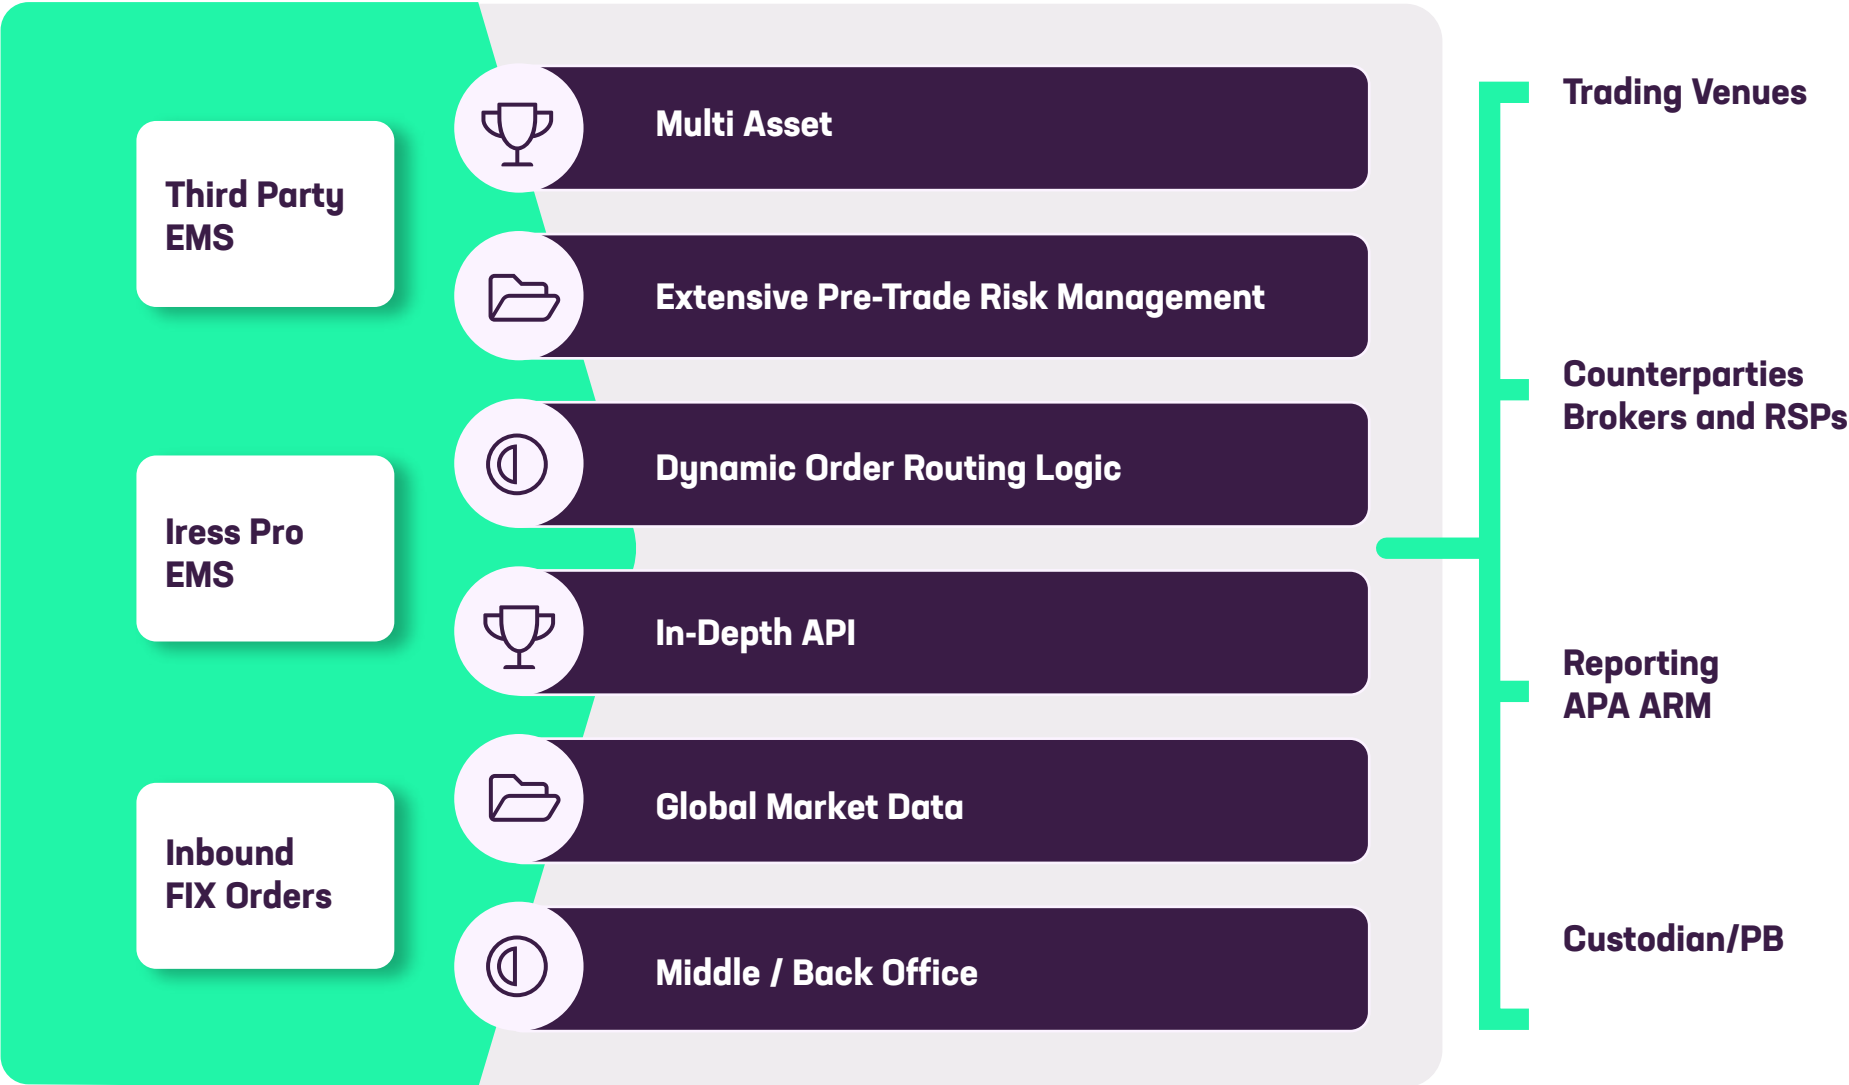 Third Party
EMS
Iress Pro
EMS
Inbound
FIX Orders
Multi Asset
Extensive Pre-Trade Risk Management
Dynamic Order Routing Logic
In-Depth API
Global Market Data
Middle / Back Office
Trading Venues
Counterparties
Brokers and RSPs
Reporting
APA ARM
Custodian/PB